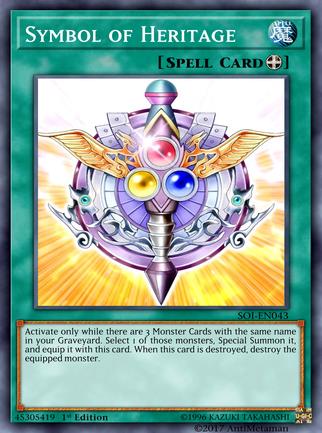 Symbol of Heritage
[Spell Card]
SOI-EN043
Activate only while there are 3 Monster Cards with the same name
in your Graveyard. Select 1 of those monsters, Special Summon it,
and equip it with this card. When this card is destroyed, destroy the
equipped monster.
45305419 1st Edition ©1996 KAZUKI TAKAHASHI
©2017 AntiMetaman